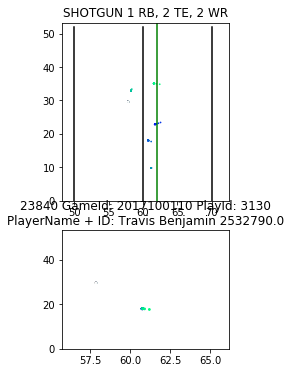 SHOTGUN 1 RB, 2 TE, 2 WR
50
40
30
20
10
0
50 60 65 70
23840 GameId: 2017100110 PlayId: 3130
PlayerName + ID: Travis Benjamin 2532790.0
40
20
0
57.5 60.0 62.5 65.0